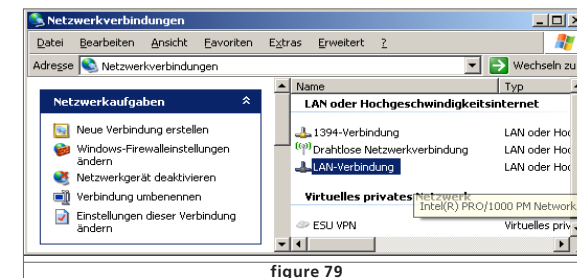 Netzwerkverbindungen
Datei Bearbeiten Ansicht Favoriten Extras Erweitert ?
Adresse Netzwerkverbindungen Wechseln zu
Netzwerkaufgaben
Neue Verbindung erstellen
Windows-Firewalleinstellungen
ändern
Netzwerkgerät deaktivieren
Verbindung umbenennen
Einstellungen dieser Verbindung
ändern
Name Typ
LAN oder Hochgeschwindigkeitsinternet
1394-Verbindung LAN oder Hoc
Drahtlose Netzwerkverbindung LAN oder Hoc
LAN-Verbindung LAN oder Hoc
Virtuelles privates Netzwerk
Intel(R) PRO/1000 PM Network
ESU VPN Virtuelles priv
figure 79